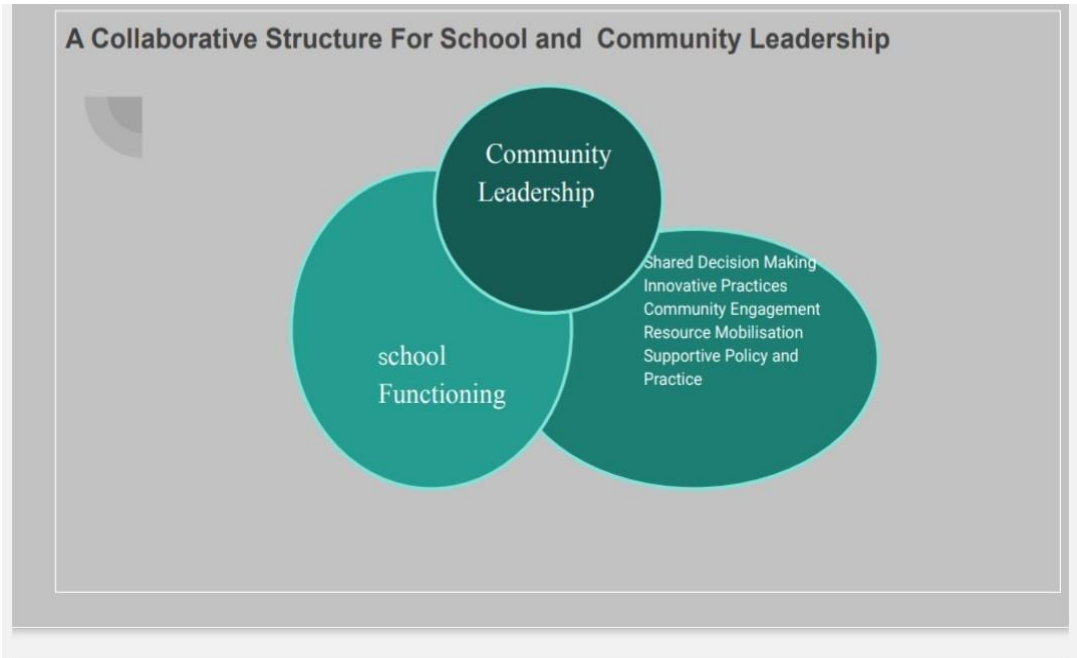 A Collaborative Structure For School and Community Leadership
Community
Leadership
Shared Decision Making
Innovative Practices
Community Engagement
Resource Mobilisation
Supportive Policy and
Practice
school
Functioning